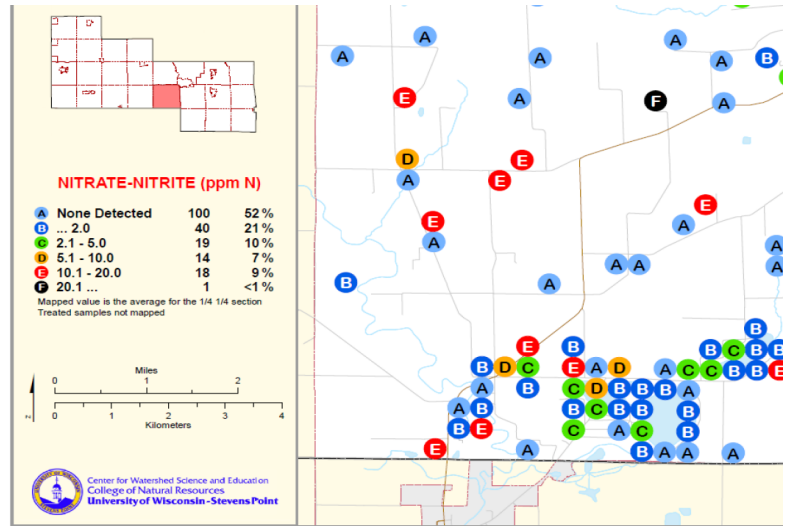 NITRATE-NITRITE (ppm N)
A None Detected 100 52%
B ... 2.0 40 21%
C 2.1 - 5.0 19 10%
D 5.1 - 10.0 14 7%
E 10.1 - 20.0 18 9%
F 20.1 ... 1 <1%
Mapped value is the average for the 1/4 1/4 section
Treated samples not mapped
Miles
0 1 2
0 1 2 3 4
Kilometers
Center for Watershed Science and Education
College of Natural Resources
University of Wisconsin-Stevens Point
A A A
A A A B
E A F A
D E
A E
E E
A A
A A A
B A A
B
E B B C B B
B D C E A D A C C B B E
A B C D B B B A
A B B C B B B
B E C A C B
E A B A A A